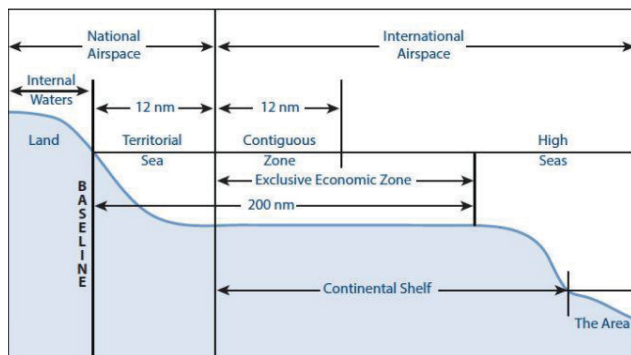 National
Airspace
International
Airspace
Internal
Waters
12 nm
12 nm
Land
Territorial
Sea
Contiguous
Zone
High
Seas
Exclusive Economic Zone
200 nm
BASELINE
Continental Shelf
The Area